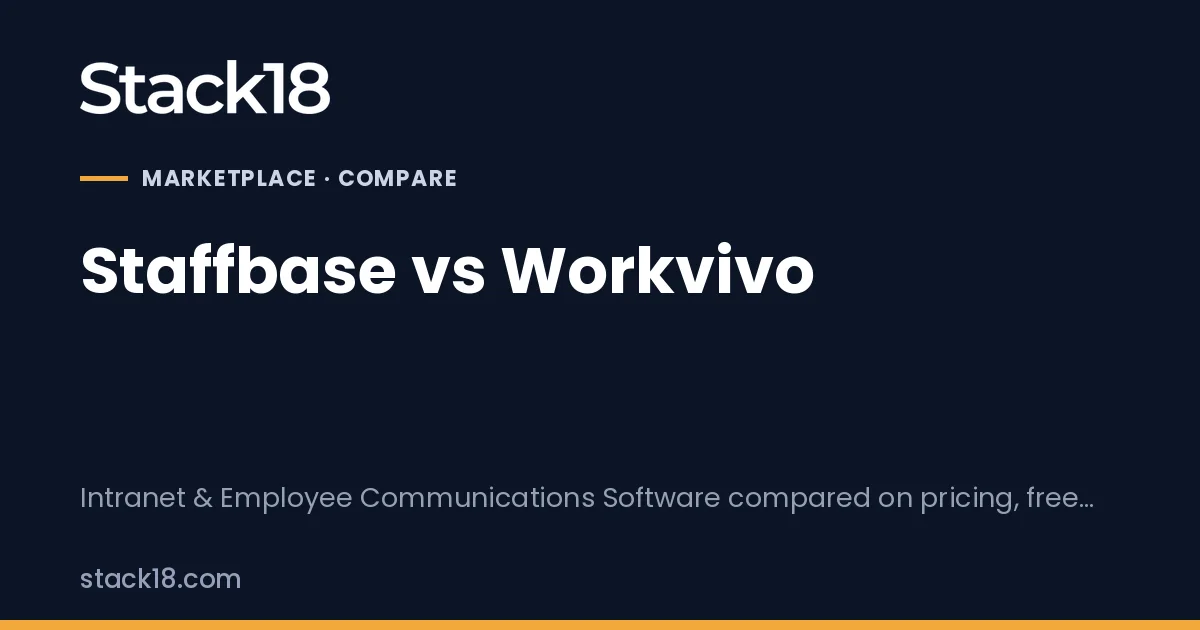 Stack18
MARKETPLACE · COMPARE
Staffbase vs Workvivo
Intranet & Employee Communications Software compared on pricing, free...
stack18.com